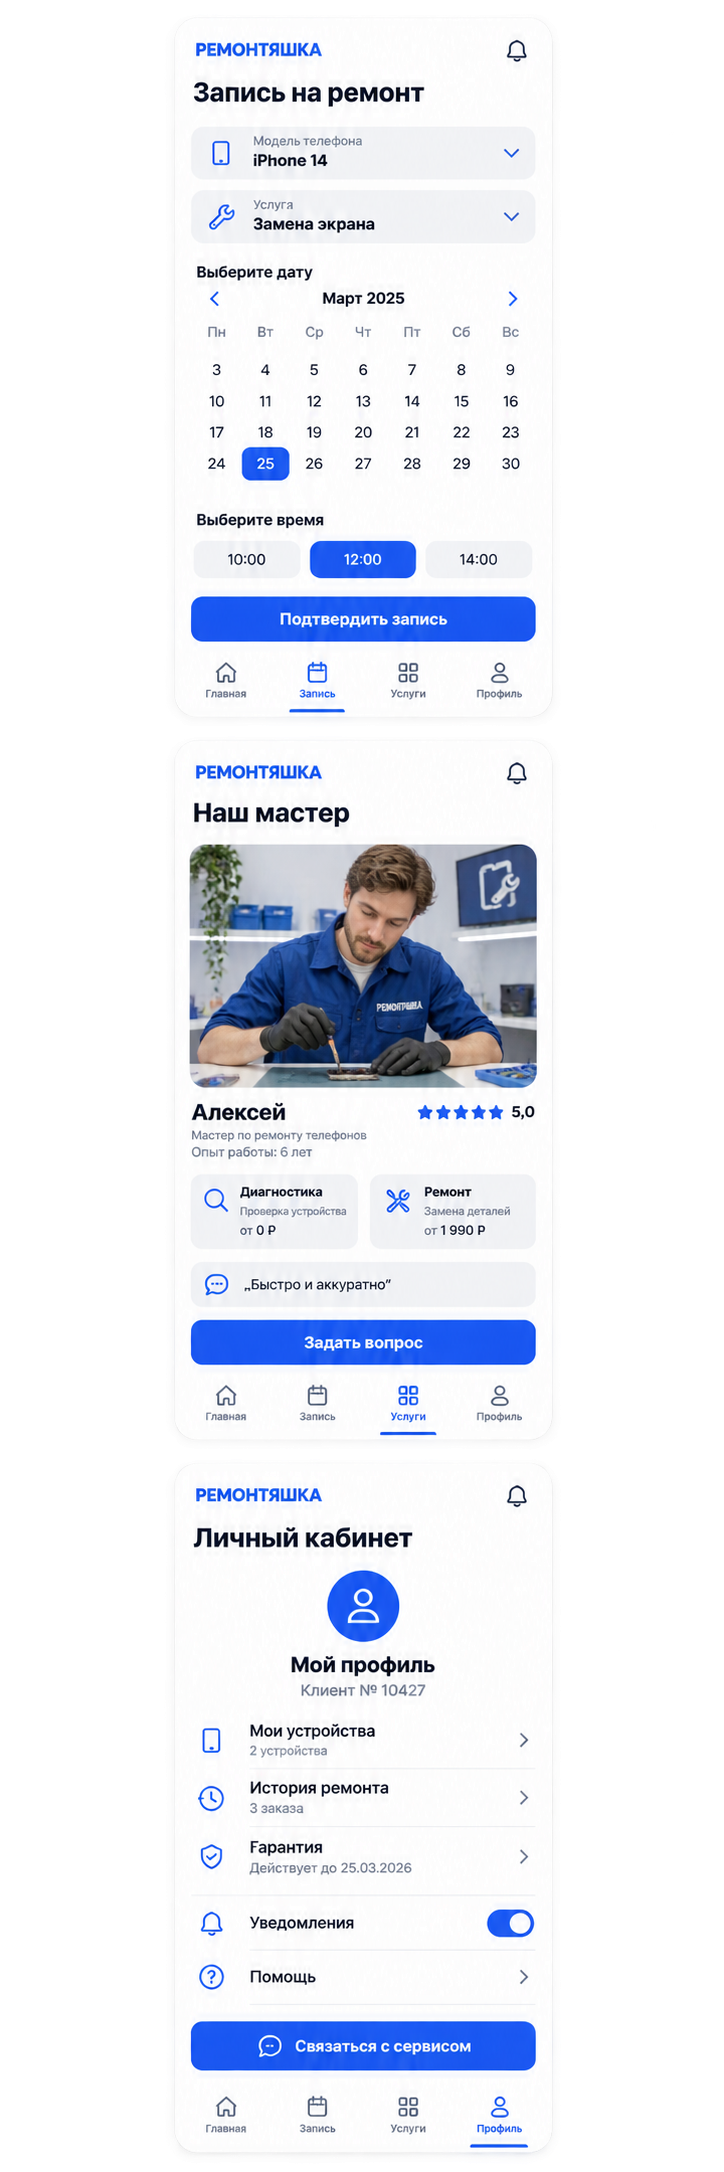 РЕМОНТЯШКА
Запись на ремонт
Модель телефона
iPhone 14
Услуга
Замена экрана
Выберите дату
Март 2025
Пн Вт Ср Чт Пт Сб Вс
3 4 5 6 7 8 9
10 11 12 13 14 15 16
17 18 19 20 21 22 23
24 25 26 27 28 29 30
Выберите время
10:00 12:00 14:00
Подтвердить запись
Главная Запись Услуги Профиль
РЕМОНТЯШКА
Наш мастер
РЕМОНТЯШКА
Алексей 5,0
Мастер по ремонту телефонов
Опыт работы: 6 лет
Диагностика
Проверка устройства
от 0 ₽
Ремонт
Замена деталей
от 1 990 ₽
„Быстро и аккуратно“
Задать вопрос
Главная Запись Услуги Профиль
РЕМОНТЯШКА
Личный кабинет
Мой профиль
Клиент № 10427
Мои устройства
2 устройства
История ремонта
3 заказа
Гарантия
Действует до 25.03.2026
Уведомления
Помощь
Связаться с сервисом
Главная Запись Услуги Профиль